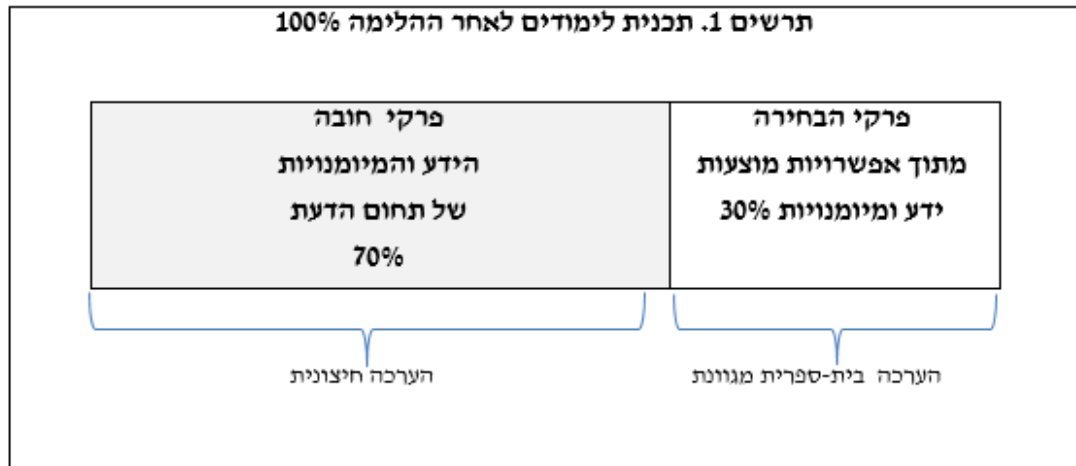 תרשים 1. תכנית לימודים לאחר ההלימה 100%
פרקי הבחירה
מתוך אפשרויות מוצעות
ידע ומיומנויות 30%
פרקי חובה
הידע והמיומנויות
של תחום הדעת
70%
הערכה בית-ספרית מגוונת
הערכה חיצונית